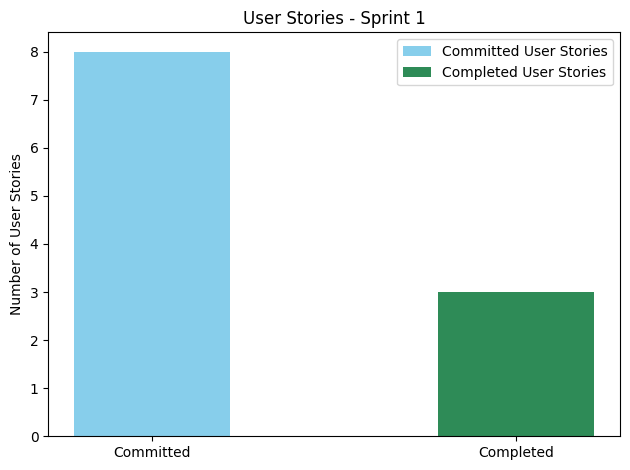 User Stories - Sprint 1
Committed User Stories
Completed User Stories
Number of User Stories
8
7
6
5
4
3
2
1
0
Committed
Completed